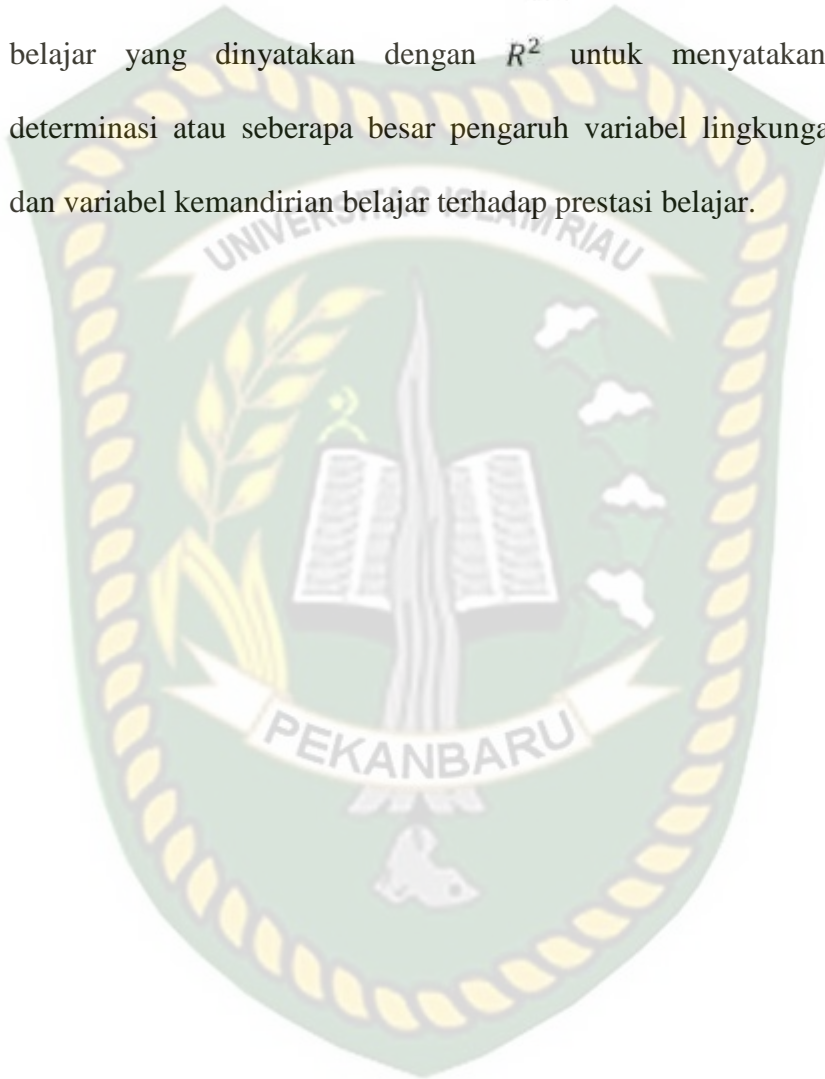 belajar yang dinyatakan dengan R² untuk menyatakan
determinasi atau seberapa besar pengaruh variabel lingkunga
dan variabel kemandirian belajar terhadap prestasi belajar.
UNIVERSITAS ISLAM RIAU
PEKANBARU